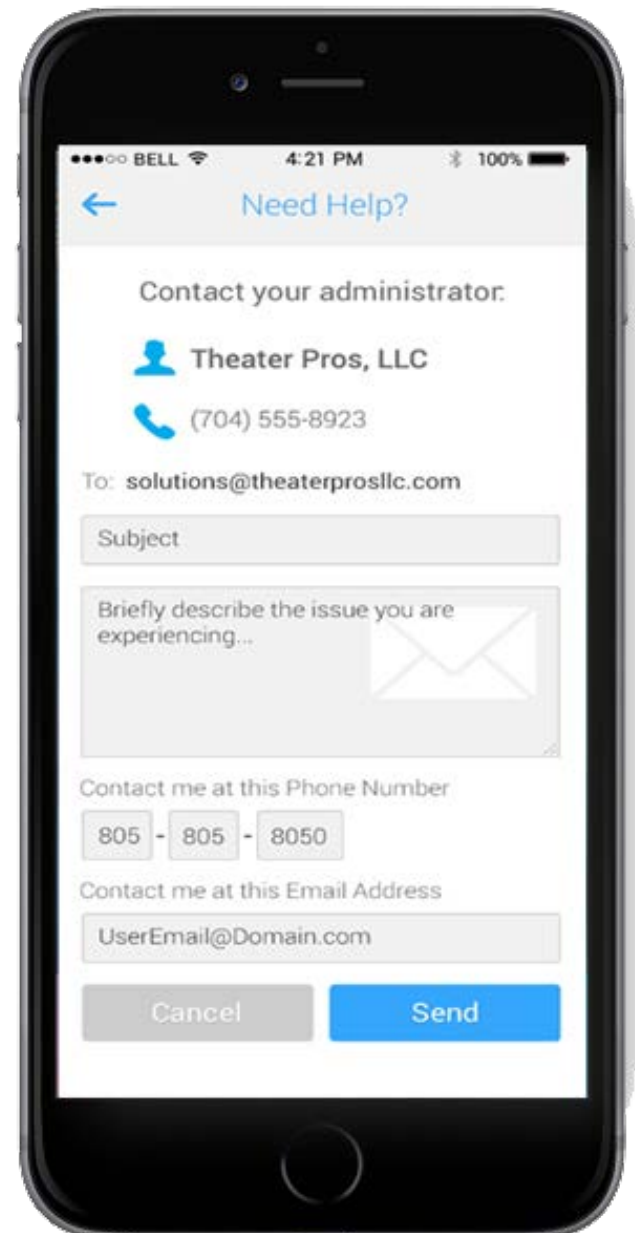 BELL 4:21 PM 100%
Need Help?
Contact your administrator:
Theater Pros, LLC
(704) 555-8923
To: solutions@theaterprosllc.com
Subject
Briefly describe the issue you are
experiencing...
Contact me at this Phone Number
805 - 805 - 8050
Contact me at this Email Address
UserEmail@Domain.com
Cancel Send